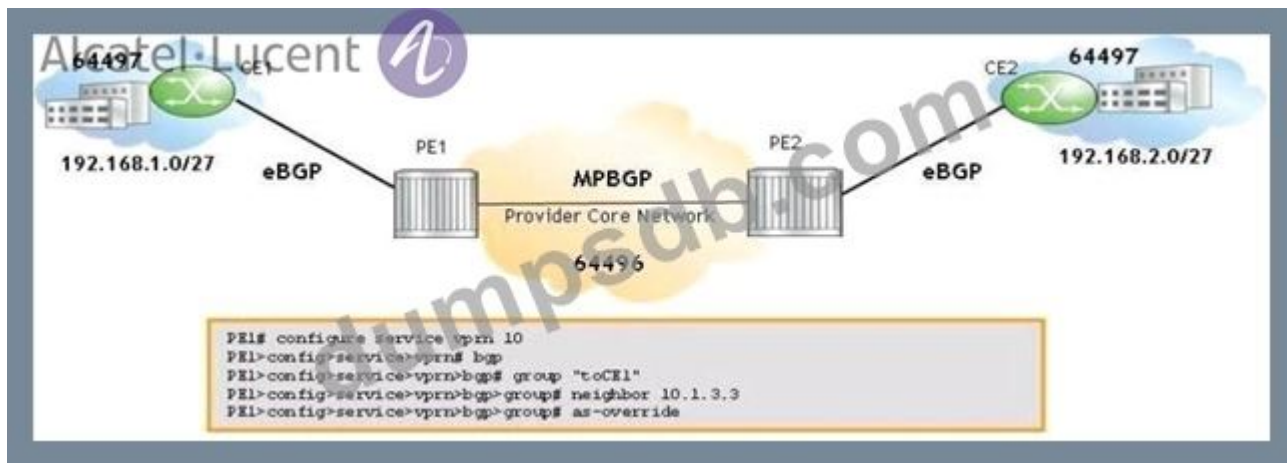 Alcatel·Lucent
64497
CE1
192.168.1.0/27
eBGP
PE1
MPBGP
Provider Core Network
64496
PE2
eBGP
CE2
64497
192.168.2.0/27
dumpsdb.com
PE1# configure service vprn 10
PE1>config>service>vprn# bgp
PE1>config>service>vprn>bgp# group "toCE1"
PE1>config>service>vprn>bgp>group# neighbor 10.1.3.3
PE1>config>service>vprn>bgp>group# as-override